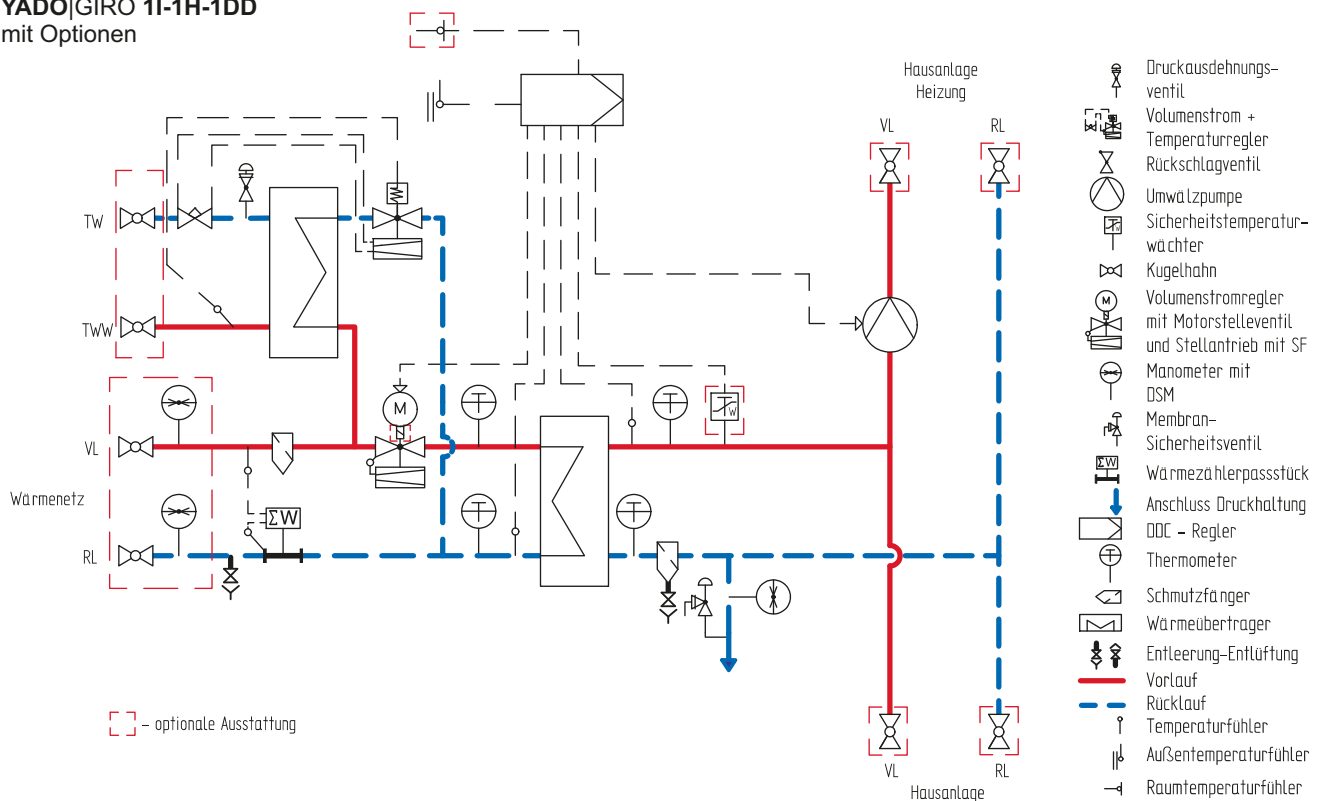 YADO|GIRO 1I-1H-1DD
mit Optionen
Hausanlage
Heizung
VL
RL
TW
TWW
VL
Wärmenetz
RL
M
T
T
W
ΣW
T
T
T
– optionale Ausstattung
VL
RL
Hausanlage
Druckausdehnungs-
ventil
Volumenstrom +
Temperaturregler
Rückschlagventil
Umwälzpumpe
Sicherheitstemperatur-
wächter
Kugelhahn
Volumenstromregler
mit Motorstelleventil
und Stellantrieb mit SF
Manometer mit
DSM
Membran-
Sicherheitsventil
Wärmezählerpassstück
Anschluss Druckhaltung
DDC – Regler
Thermometer
Schmutzfänger
Wärmeübertrager
Entleerung-Entlüftung
Vorlauf
Rücklauf
Temperaturfühler
Außentemperaturfühler
Raumtemperaturfühler
M
ΣW
T